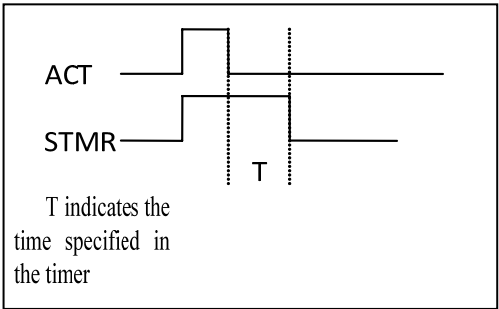 ACT
STMR
T
T indicates the
time specified in
the timer